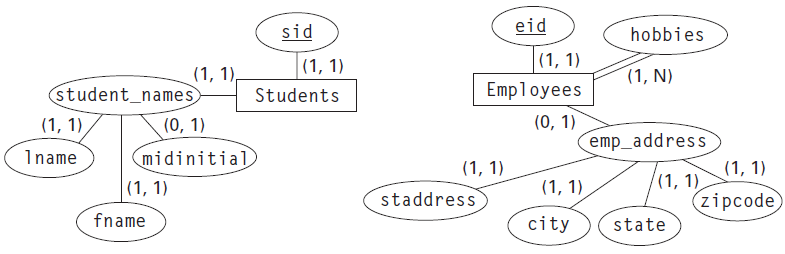 sid
(1, 1)
(1, 1)
student_names
Students
(1, 1)
(0, 1)
lname
midinitial
(1, 1)
fname
eid
hobbies
(1, 1)
(1, N)
Employees
(0, 1)
emp_address
(1, 1)
(1, 1)
(1, 1)
(1, 1)
staddress
city
state
zipcode